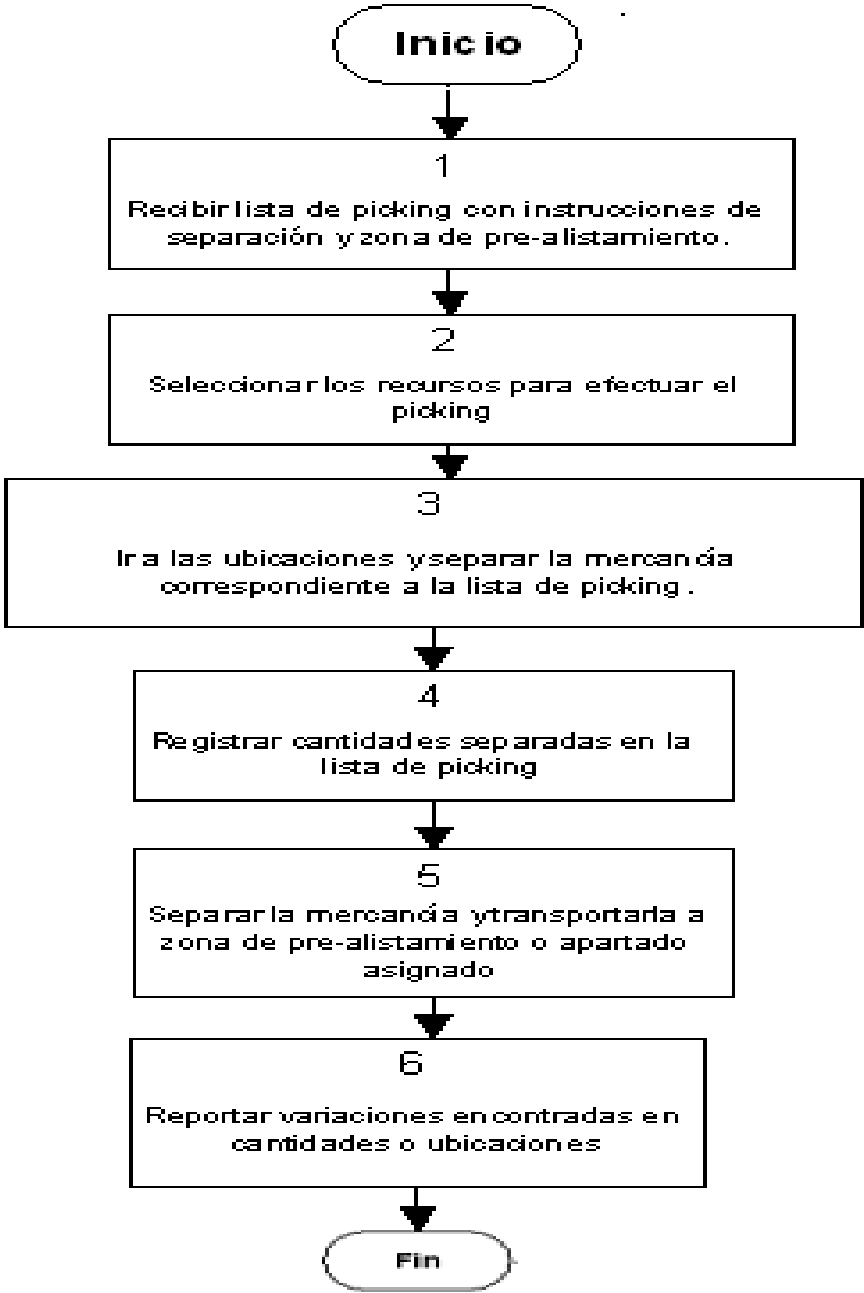 Inicio
1
Recibir lista de picking con instrucciones de
separación y zona de pre-alistamiento.
2
Seleccionar los recursos para efectuar el
picking
3
Ir a las ubicaciones y separar la mercancía
correspondiente a la lista de picking.
4
Registrar cantidades separadas en la
lista de picking
5
Separar la mercancía y transportarla a
zona de pre-alistamiento o apartado
asignado
6
Reportar variaciones encontradas en
cantidades o ubicaciones
Fin